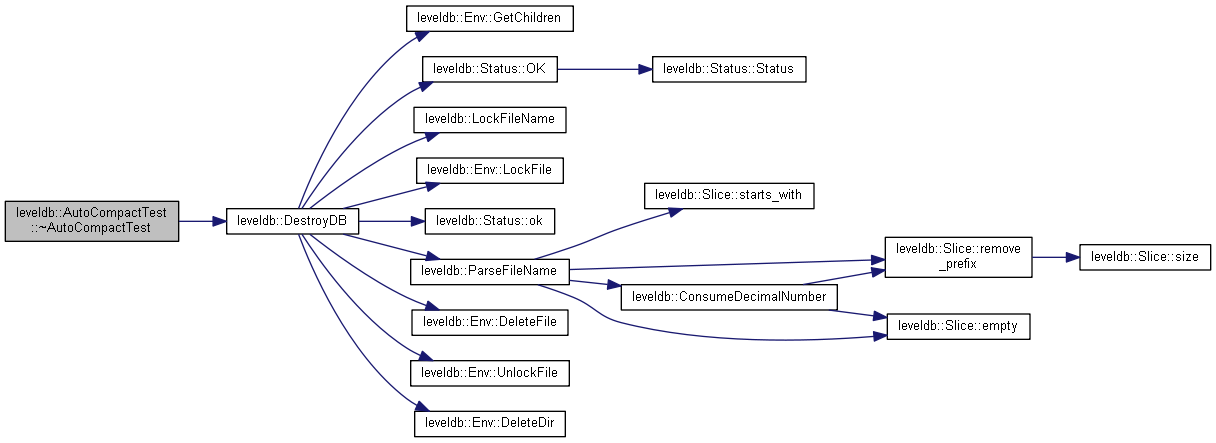 leveldb::Env::GetChildren
leveldb::Status::OK
leveldb::Status::Status
leveldb::LockFileName
leveldb::Env::LockFile
leveldb::Slice::starts_with
leveldb::AutoCompactTest
::~AutoCompactTest
leveldb::DestroyDB
leveldb::Status::ok
leveldb::ParseFileName
leveldb::Slice::remove
_prefix
leveldb::Slice::size
leveldb::ConsumeDecimalNumber
leveldb::Env::DeleteFile
leveldb::Slice::empty
leveldb::Env::UnlockFile
leveldb::Env::DeleteDir